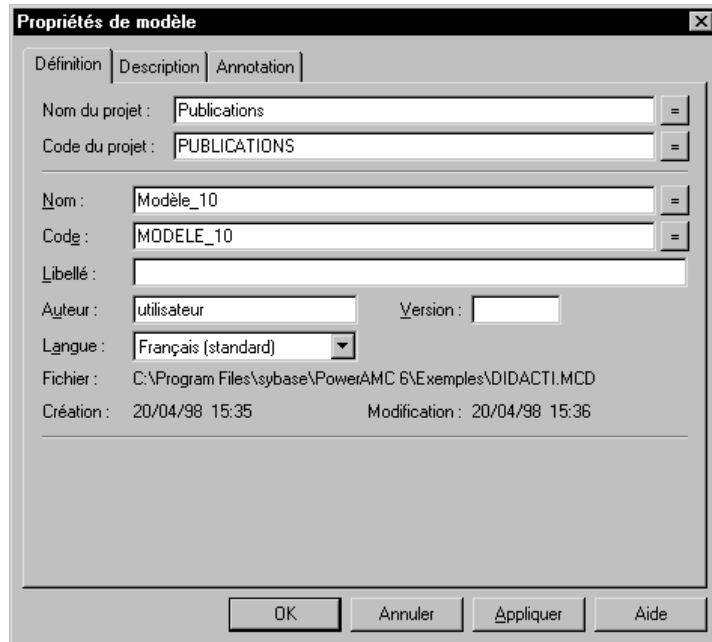 Propriétés de modèle
Définition Description Annotation
Nom du projet : Publications =
Code du projet : PUBLICATIONS =
Nom : Modèle_10 =
Code : MODELE_10 =
Libellé :
Auteur : utilisateur Version :
Langue : Français (standard)
Fichier : C:\Program Files\sybase\PowerAMC 6\Exemples\DIDACTI.MCD
Création : 20/04/98 15:35 Modification : 20/04/98 15:36
OK Annuler Appliquer Aide